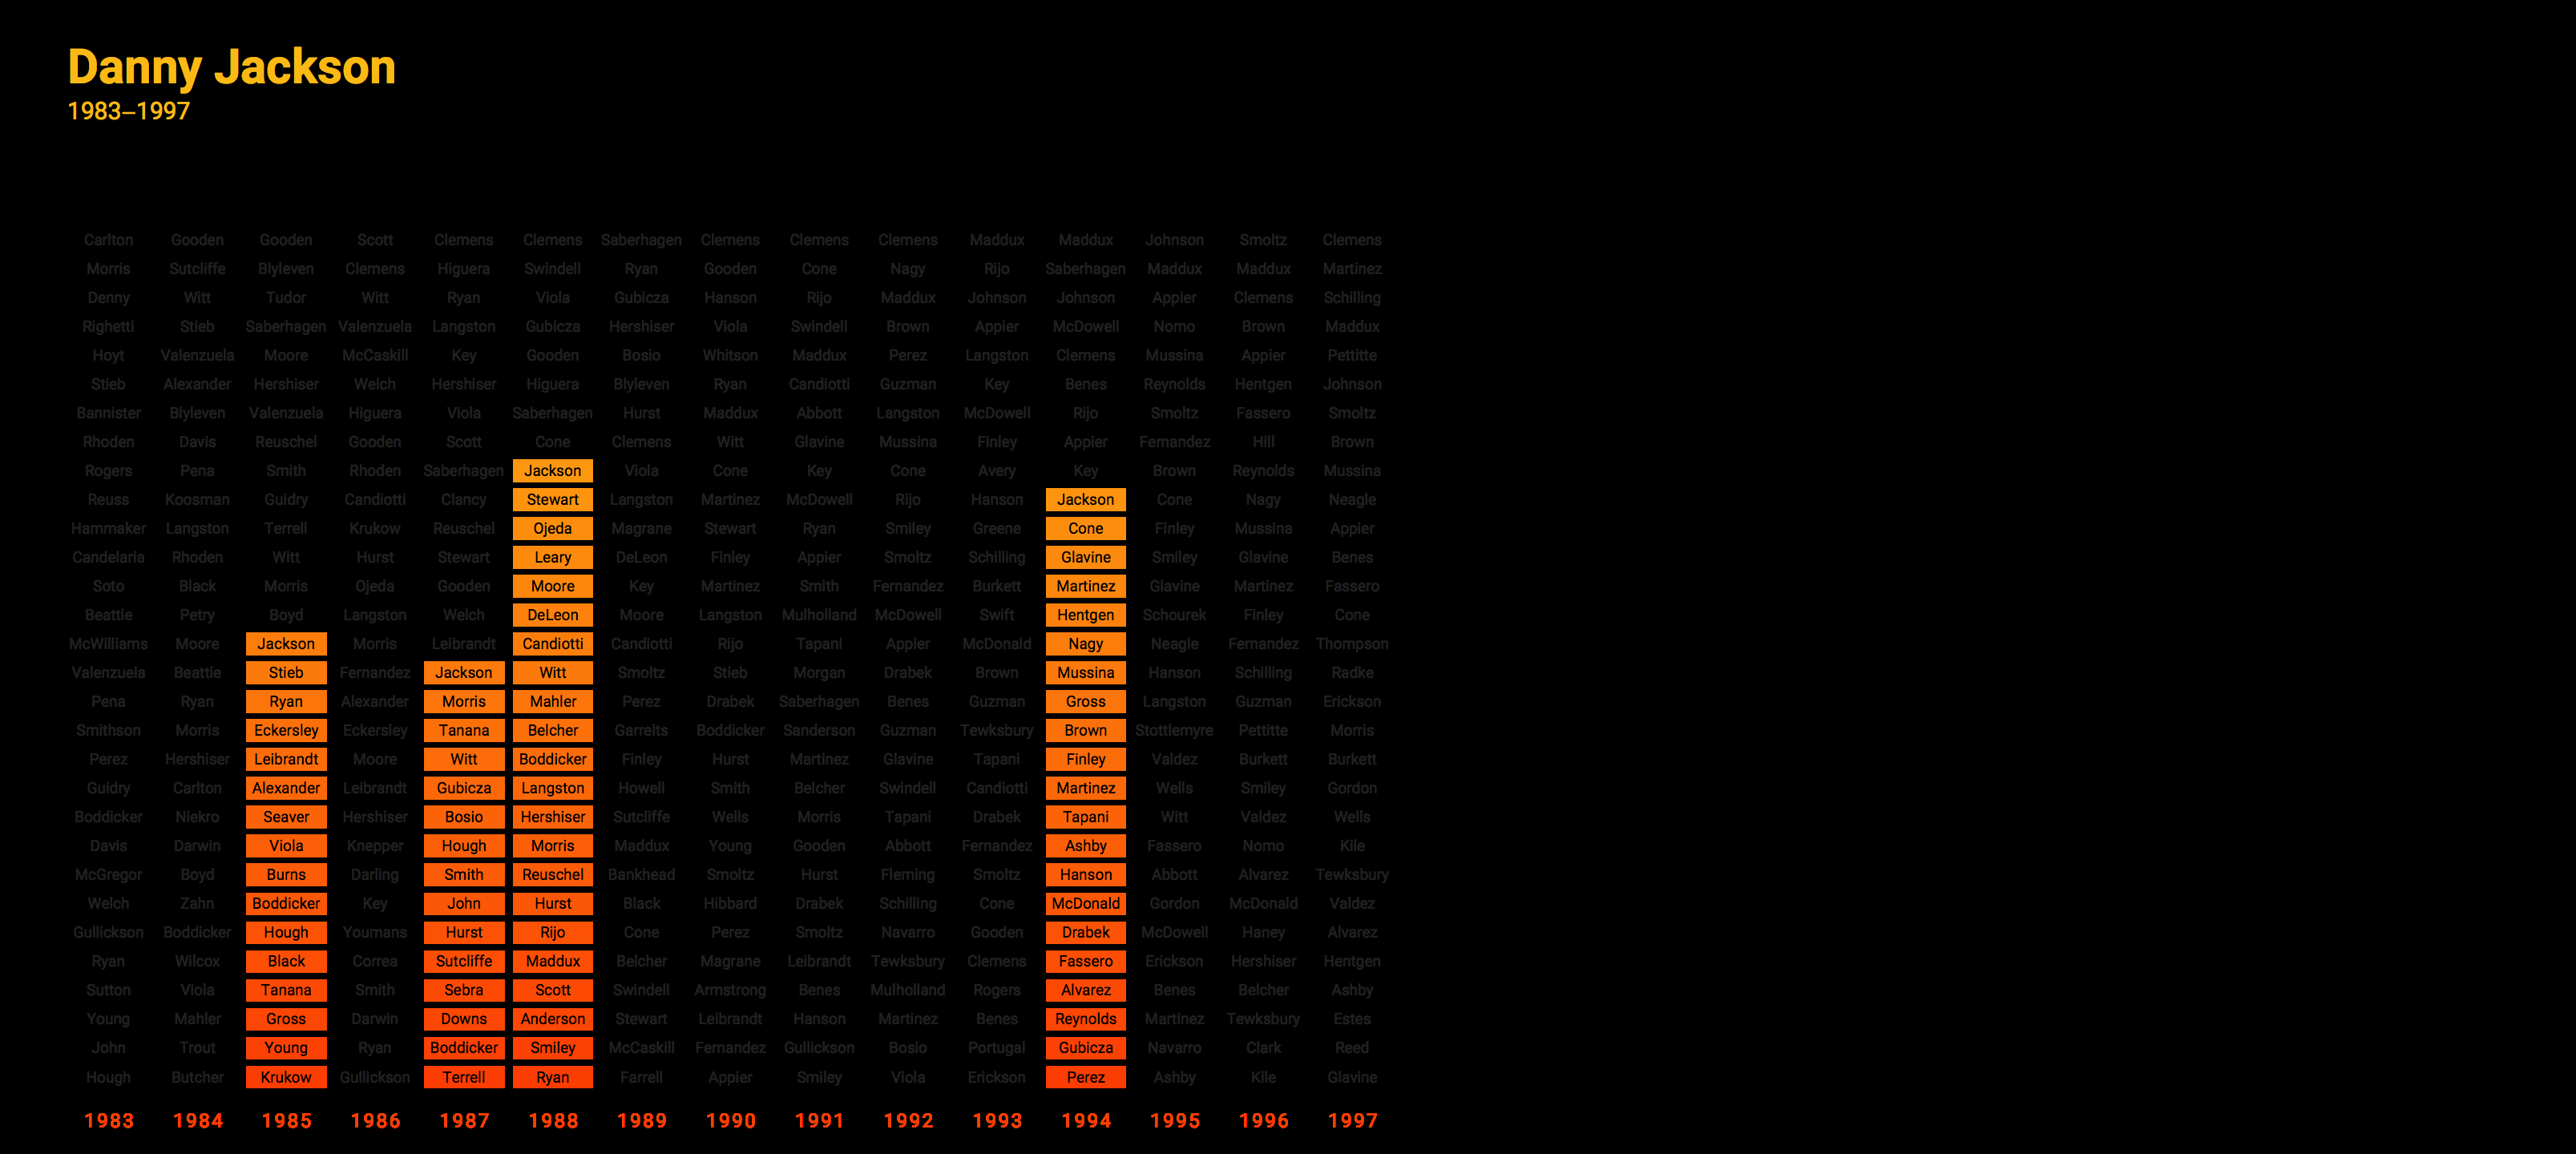 Danny Jackson
1983–1997
Carlton Gooden Gooden Scott Clemens Clemens Saberhagen Clemens Clemens Clemens Maddux Maddux Johnson Smoltz Clemens
Morris Sutcliffe Blyleven Clemens Higuera Swindell Ryan Gooden Cone Nagy Rijo Saberhagen Maddux Maddux Martinez
Denny Witt Tudor Witt Ryan Viola Gubicza Hanson Rijo Maddux Johnson Johnson Appier Clemens Schilling
Righetti Stieb Saberhagen Valenzuela Langston Gubicza Hershiser Viola Swindell Brown Appier McDowell Nomo Brown Maddux
Hoyt Valenzuela Moore McCaskill Key Gooden Bosio Whitson Maddux Perez Langston Clemens Mussina Appier Pettitte
Stieb Alexander Hershiser Welch Hershiser Higuera Blyleven Ryan Candiotti Guzman Key Benes Reynolds Hentgen Johnson
Bannister Blyleven Valenzuela Higuera Viola Saberhagen Hurst Maddux Abbott Langston McDowell Rijo Smoltz Fassero Smoltz
Rhoden Davis Reuschel Gooden Scott Cone Clemens Witt Glavine Mussina Finley Appier Fernandez Hill Brown
Rogers Pena Smith Rhoden Saberhagen Jackson Viola Cone Key Cone Avery Key Brown Reynolds Mussina
Reuss Koosman Guidry Candiotti Clancy Stewart Langston Martinez McDowell Rijo Hanson Jackson Cone Nagy Neagle
Hammaker Langston Terrell Krukow Reuschel Ojeda Magrane Stewart Ryan Smiley Greene Cone Finley Mussina Appier
Candelaria Rhoden Witt Hurst Stewart Leary DeLeon Finley Appier Smoltz Schilling Glavine Smiley Glavine Benes
Soto Black Morris Ojeda Gooden Moore Key Martinez Smith Fernandez Burkett Martinez Glavine Martinez Fassero
Beattie Petry Boyd Langston Welch DeLeon Moore Langston Mulholland McDowell Swift Hentgen Schourek Finley Cone
McWilliams Moore Jackson Morris Leibrandt Candiotti Candiotti Rijo Tapani Appier McDonald Nagy Neagle Fernandez Thompson
Valenzuela Beattie Stieb Fernandez Jackson Witt Smoltz Stieb Morgan Drabek Brown Mussina Hanson Schilling Radke
Pena Ryan Ryan Alexander Morris Mahler Perez Drabek Saberhagen Benes Guzman Gross Langston Guzman Erickson
Smithson Morris Eckersley Eckersley Tanana Belcher Garrelts Boddicker Sanderson Guzman Tewksbury Brown Stottlemyre Pettitte Morris
Perez Hershiser Leibrandt Moore Witt Boddicker Finley Hurst Martinez Glavine Tapani Finley Valdez Burkett Burkett
Guidry Carlton Alexander Leibrandt Gubicza Langston Howell Smith Belcher Swindell Candiotti Martinez Wells Smiley Gordon
Boddicker Niekro Seaver Hershiser Bosio Hershiser Sutcliffe Wells Morris Tapani Drabek Tapani Witt Valdez Wells
Davis Darwin Viola Knepper Hough Morris Maddux Young Gooden Abbott Fernandez Ashby Fassero Nomo Kile
McGregor Boyd Burns Darling Smith Reuschel Bankhead Smoltz Hurst Fleming Smoltz Hanson Abbott Alvarez Tewksbury
Welch Zahn Boddicker Key John Hurst Black Hibbard Drabek Schilling Cone McDonald Gordon McDonald Valdez
Gullickson Boddicker Hough Youmans Hurst Rijo Cone Perez Smoltz Navarro Gooden Drabek McDowell Haney Alvarez
Ryan Wilcox Black Correa Sutcliffe Maddux Belcher Magrane Leibrandt Tewksbury Clemens Fassero Erickson Hershiser Hentgen
Sutton Viola Tanana Smith Sebra Scott Swindell Armstrong Benes Mulholland Rogers Alvarez Benes Belcher Ashby
Young Mahler Gross Darwin Downs Anderson Stewart Leibrandt Hanson Martinez Benes Reynolds Martinez Tewksbury Estes
John Trout Young Ryan Boddicker Smiley McCaskill Fernandez Gullickson Bosio Portugal Gubicza Navarro Clark Reed
Hough Butcher Krukow Gullickson Terrell Ryan Farrell Appier Smiley Viola Erickson Perez Ashby Kile Glavine
1983 1984 1985 1986 1987 1988 1989 1990 1991 1992 1993 1994 1995 1996 1997